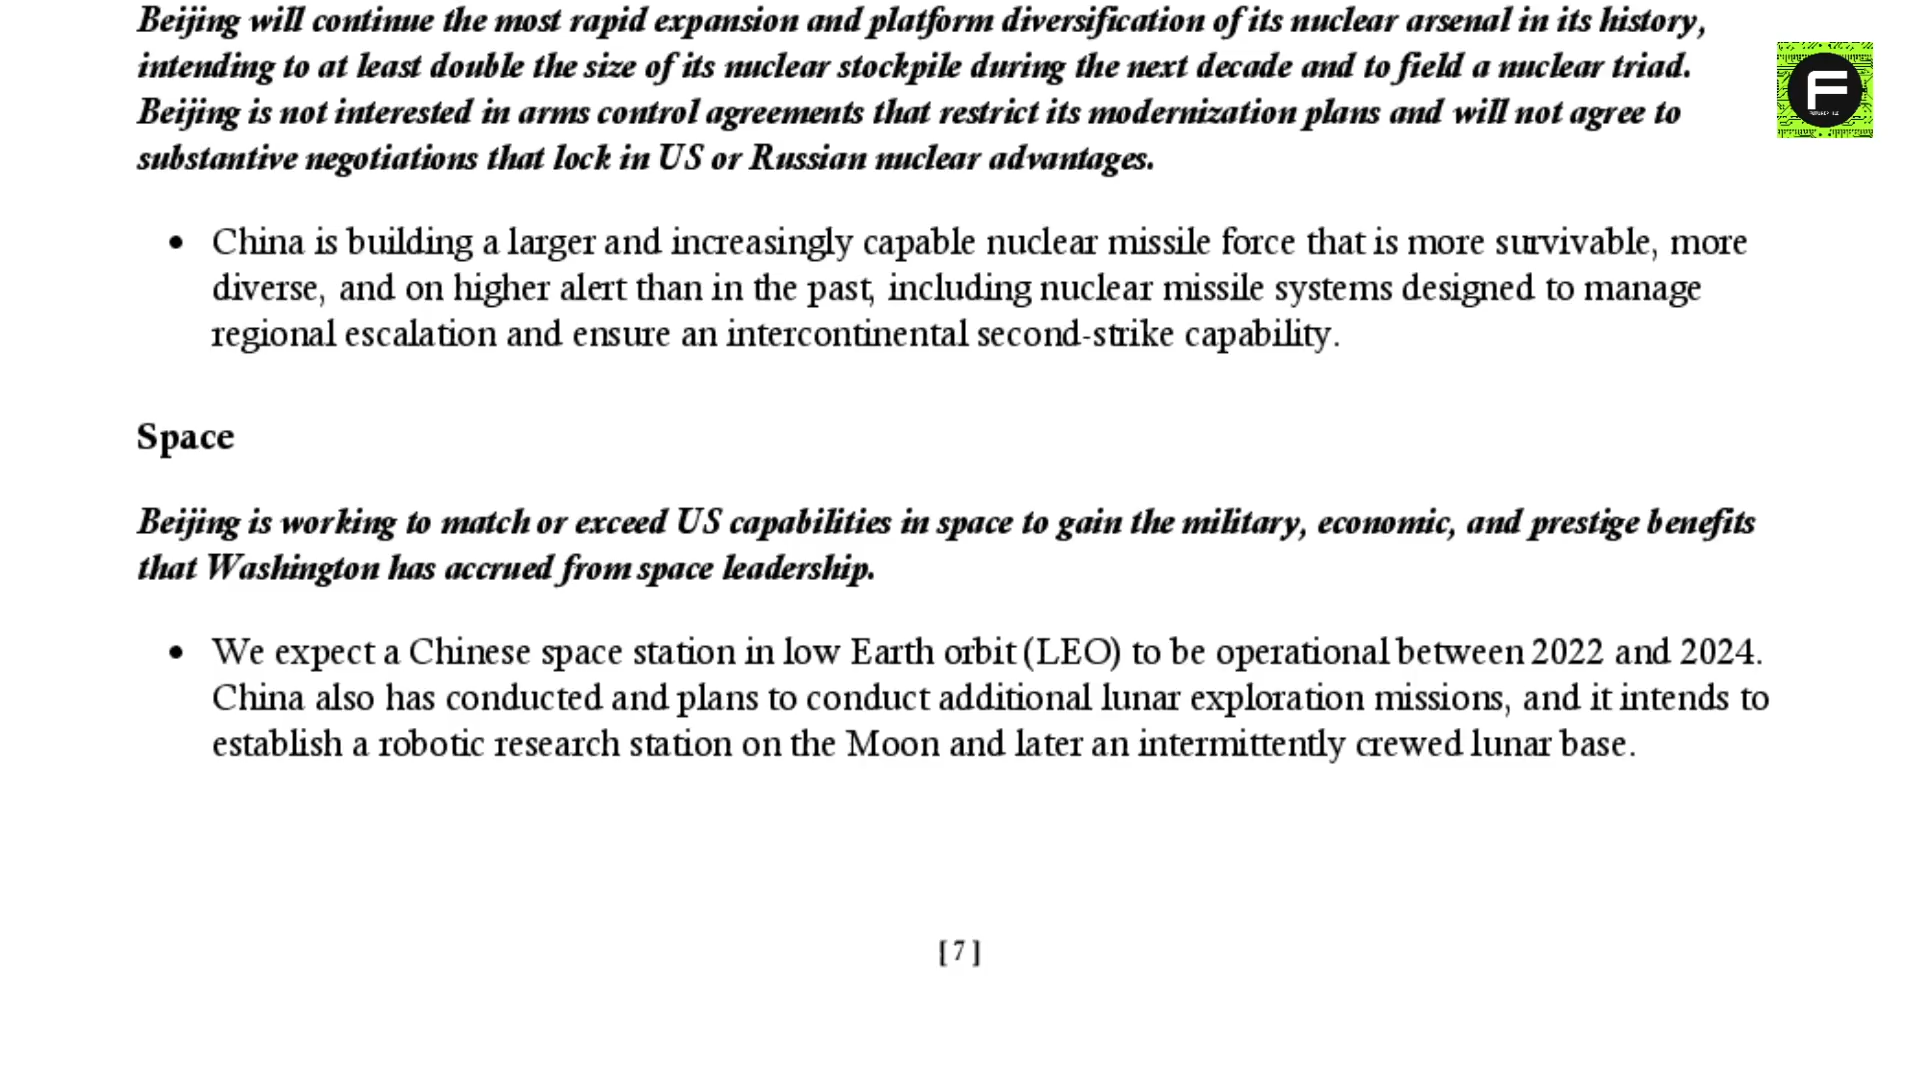 Beijing will continue the most rapid expansion and platform diversification of its nuclear arsenal in its history,
intending to at least double the size of its nuclear stockpile during the next decade and to field a nuclear triad.
Beijing is not interested in arms control agreements that restrict its modernization plans and will not agree to
substantive negotiations that lock in US or Russian nuclear advantages.
• China is building a larger and increasingly capable nuclear missile force that is more survivable, more
diverse, and on higher alert than in the past, including nuclear missile systems designed to manage
regional escalation and ensure an intercontinental second-strike capability.
Space
Beijing is working to match or exceed US capabilities in space to gain the military, economic, and prestige benefits
that Washington has accrued from space leadership.
• We expect a Chinese space station in low Earth orbit (LEO) to be operational between 2022 and 2024.
China also has conducted and plans to conduct additional lunar exploration missions, and it intends to
establish a robotic research station on the Moon and later an intermittently crewed lunar base.
[ 7 ]
F